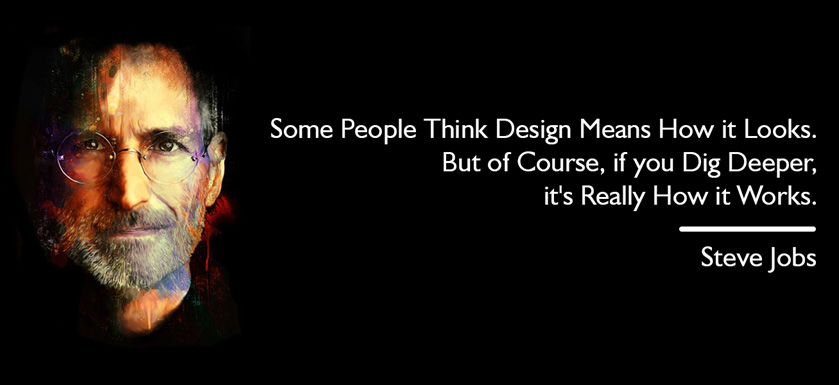 Some People Think Design Means How it Looks.
But of Course, if you Dig Deeper,
it's Really How it Works.
Steve Jobs